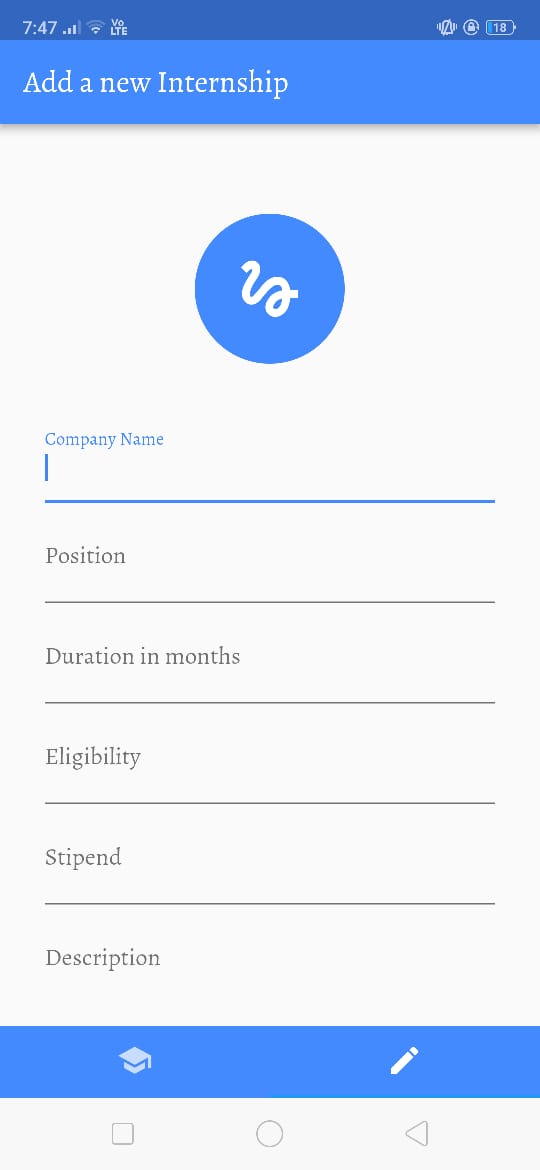 7:47 Vo LTE 18
Add a new Internship
Company Name
Position
Duration in months
Eligibility
Stipend
Description